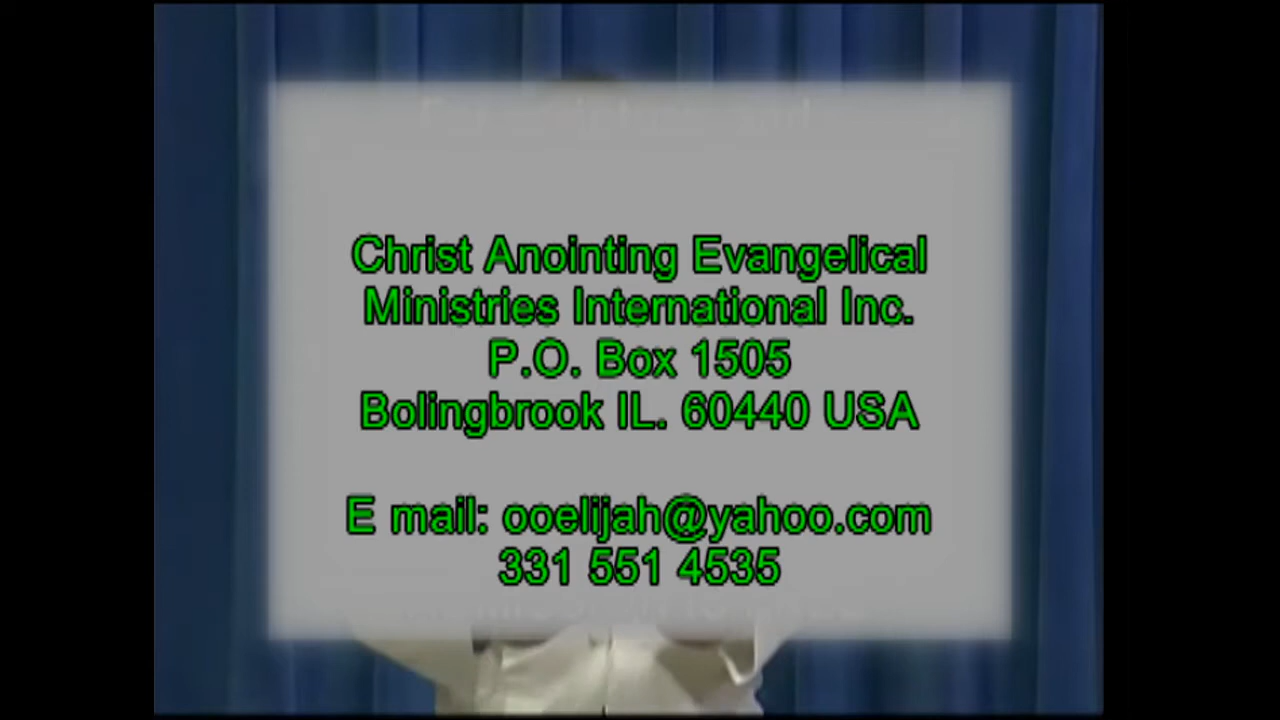 Christ Anointing Evangelical
Ministries International Inc.
P.O. Box 1505
Bolingbrook IL. 60440 USA
E mail: ooelijah@yahoo.com
331 551 4535